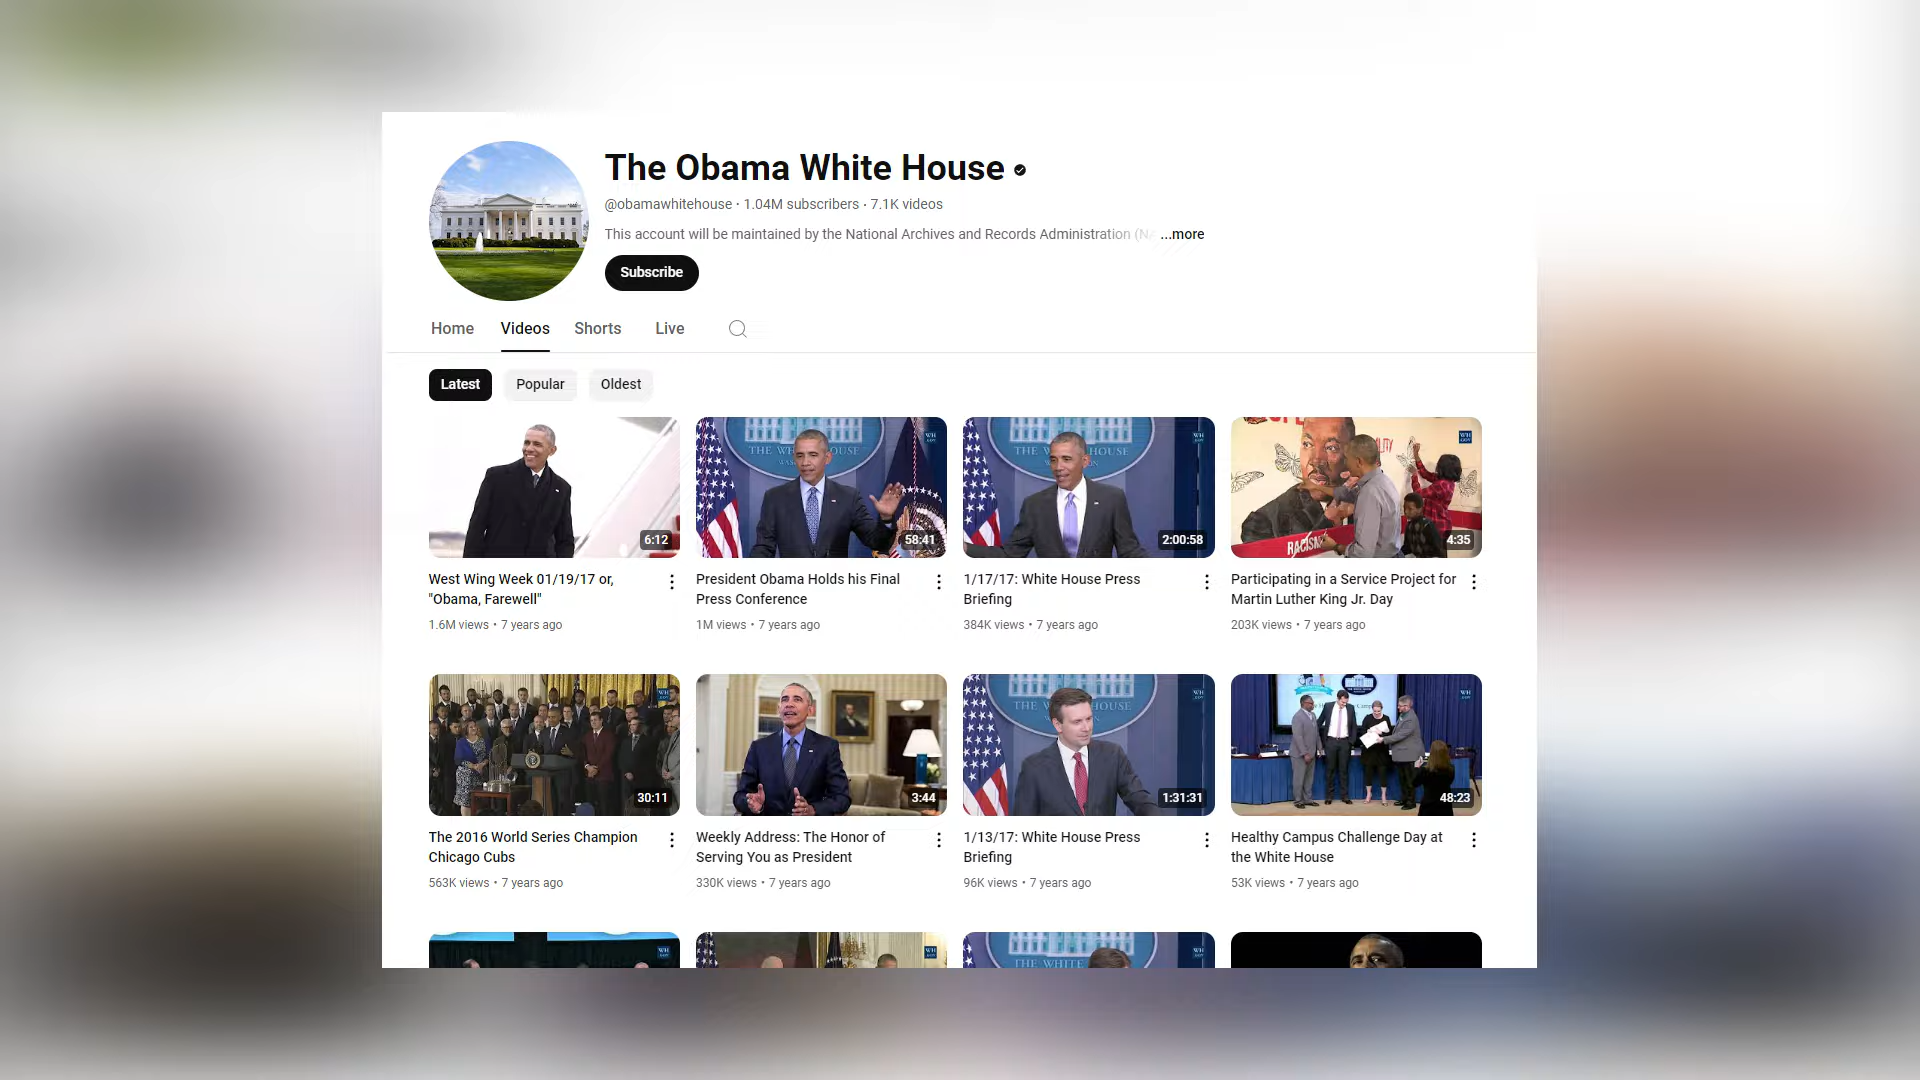 The Obama White House
@obamawhitehouse · 1.04M subscribers · 7.1K videos
This account will be maintained by the National Archives and Records Administration ...more
Subscribe
Home Videos Shorts Live
Latest Popular Oldest
6:12
THE WHITE HOUSE
58:41
HOUSE
2:00:58
RACISM
4:35
West Wing Week 01/19/17 or,
"Obama, Farewell"
1.6M views • 7 years ago
President Obama Holds his Final
Press Conference
1M views • 7 years ago
1/17/17: White House Press
Briefing
384K views • 7 years ago
Participating in a Service Project for
Martin Luther King Jr. Day
203K views • 7 years ago
30:11
3:44
HOUSE
1:31:31
48:23
The 2016 World Series Champion
Chicago Cubs
563K views • 7 years ago
Weekly Address: The Honor of
Serving You as President
330K views • 7 years ago
1/13/17: White House Press
Briefing
96K views • 7 years ago
Healthy Campus Challenge Day at
the White House
53K views • 7 years ago
THE WHITE